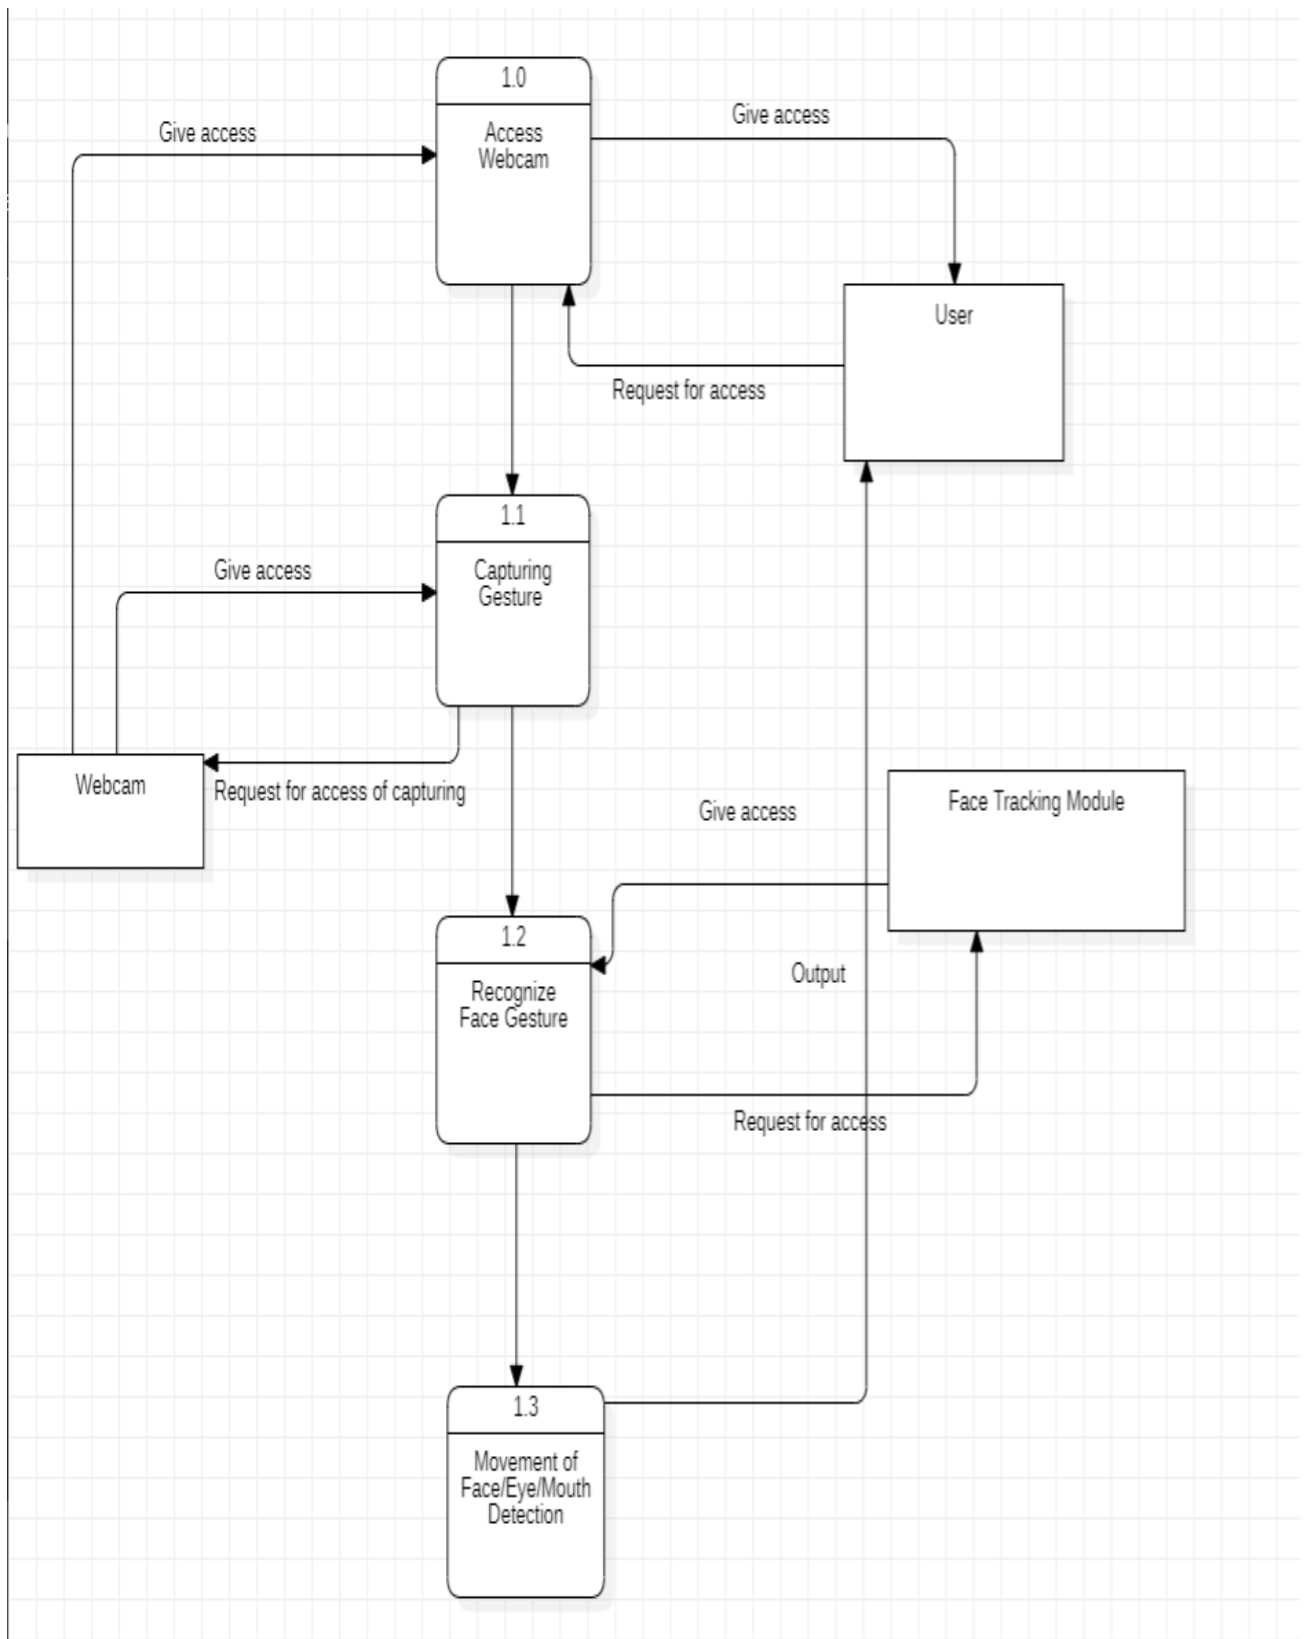 1.0
Access
Webcam
Give access
Give access
User
Request for access
1.1
Capturing
Gesture
Give access
Webcam
Request for access of capturing
Give access
Face Tracking Module
1.2
Recognize
Face Gesture
Output
Request for access
1.3
Movement of
Face/Eye/Mouth
Detection